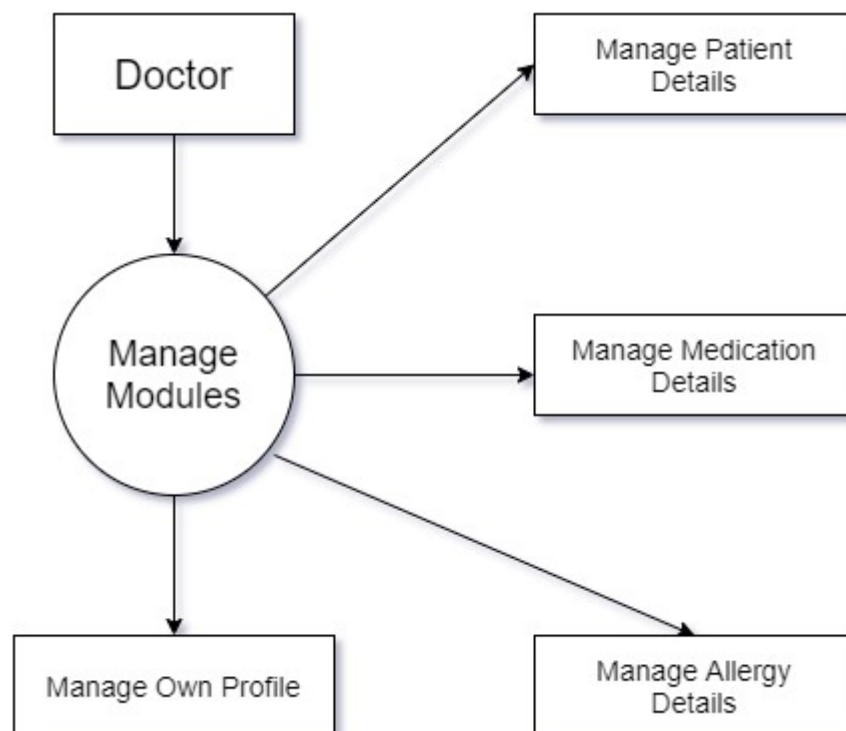 Doctor
Manage Patient
Details
Manage
Modules
Manage Medication
Details
Manage Own Profile
Manage Allergy
Details